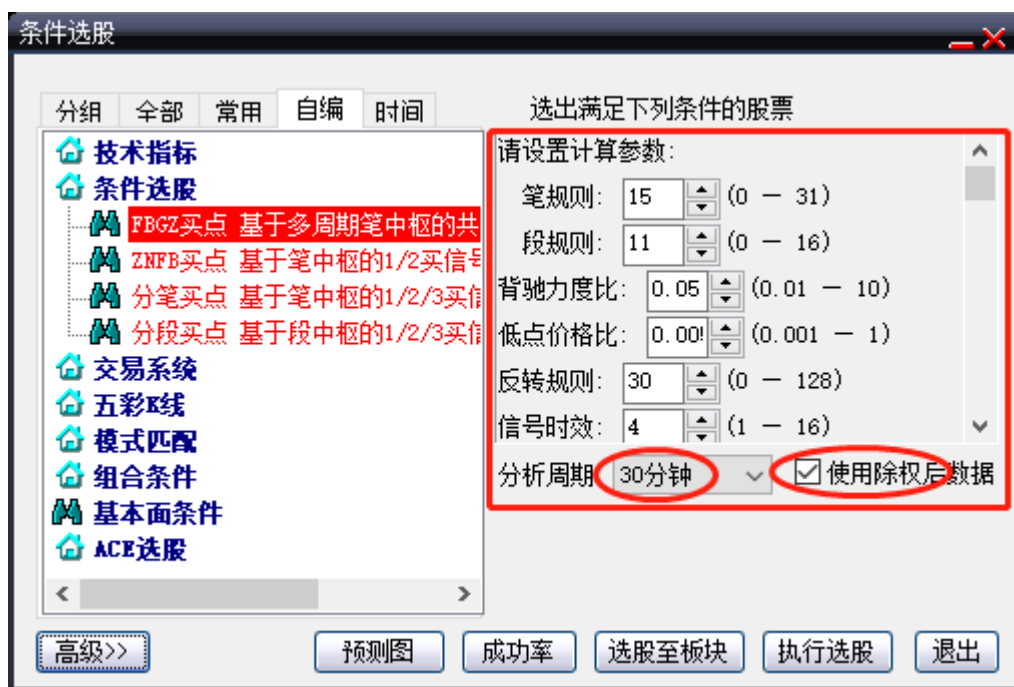 条件选股
分组 全部 常用 自编 时间
选出满足下列条件的股票
技术指标
条件选股
FBGZ买点 基于多周期笔中枢的共
ZNFB买点 基于笔中枢的1/2买信号
分笔买点 基于笔中枢的1/2/3买信
分段买点 基于段中枢的1/2/3买信
交易系统
五彩K线
模式匹配
组合条件
基本面条件
ACE选股
请设置计算参数:
笔规则: 15 (0 － 31)
段规则: 11 (0 － 16)
背驰力度比: 0.05 (0.01 － 10)
低点价格比: 0.00 (0.001 － 1)
反转规则: 30 (0 － 128)
信号时效: 4 (1 － 16)
分析周期 30分钟 使用除权后数据
高级>> 预测图 成功率 选股至板块 执行选股 退出